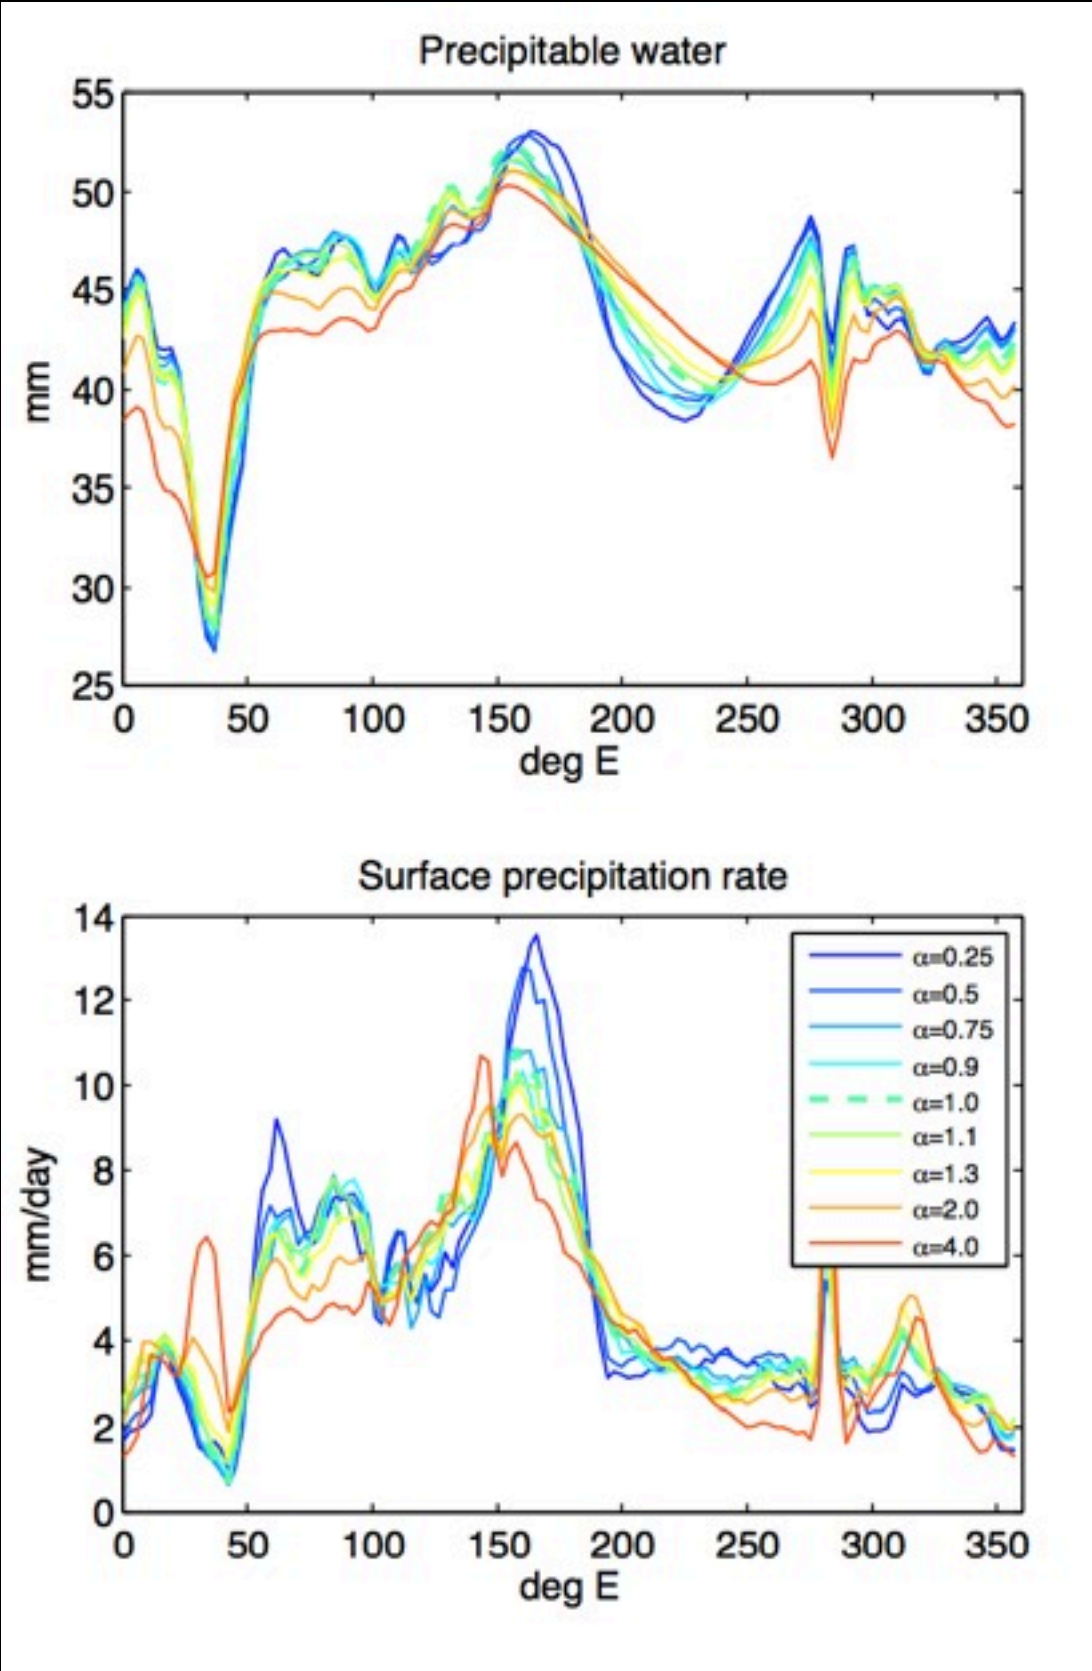 Precipitable water
55
50
45
40
35
30
25
mm
0 50 100 150 200 250 300 350
deg E
Surface precipitation rate
14
12
10
8
6
4
2
0
mm/day
α=0.25
α=0.5
α=0.75
α=0.9
α=1.0
α=1.1
α=1.3
α=2.0
α=4.0
0 50 100 150 200 250 300 350
deg E